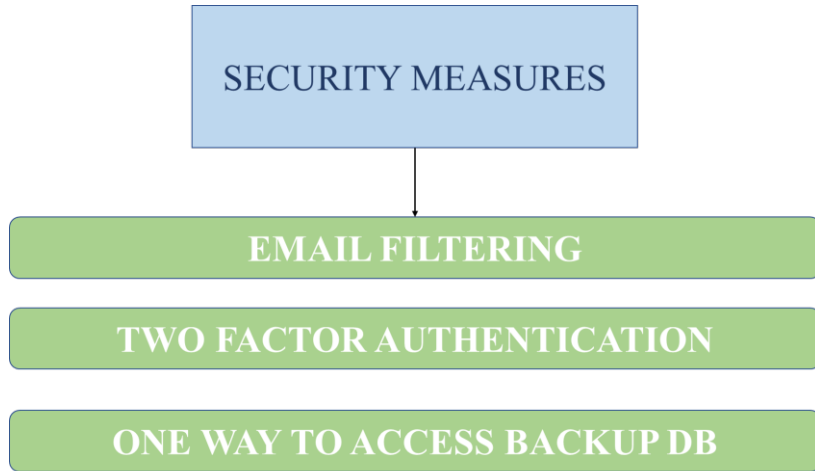 SECURITY MEASURES
EMAIL FILTERING
TWO FACTOR AUTHENTICATION
ONE WAY TO ACCESS BACKUP DB